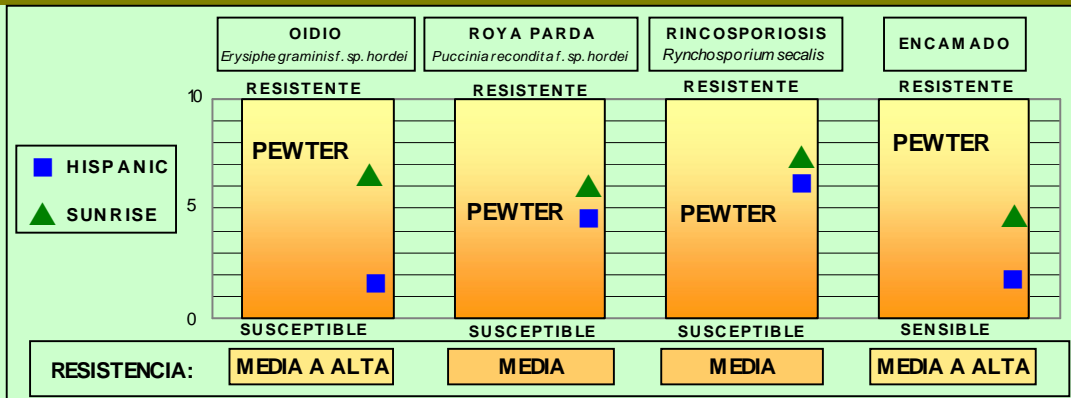 OIDIO
Erysiphe graminis f. sp. hordei
ROYA PARDA
Puccinia recondita f. sp. hordei
RINCOSPORIOSIS
Rynchosporium secalis
ENCAMADO
RESISTENTE
RESISTENTE
RESISTENTE
RESISTENTE
10
5
0
HISPANIC
SUNRISE
PEWTER
PEWTER
PEWTER
PEWTER
SUSCEPTIBLE
SUSCEPTIBLE
SUSCEPTIBLE
SENSIBLE
RESISTENCIA:
MEDIA A ALTA
MEDIA
MEDIA
MEDIA A ALTA